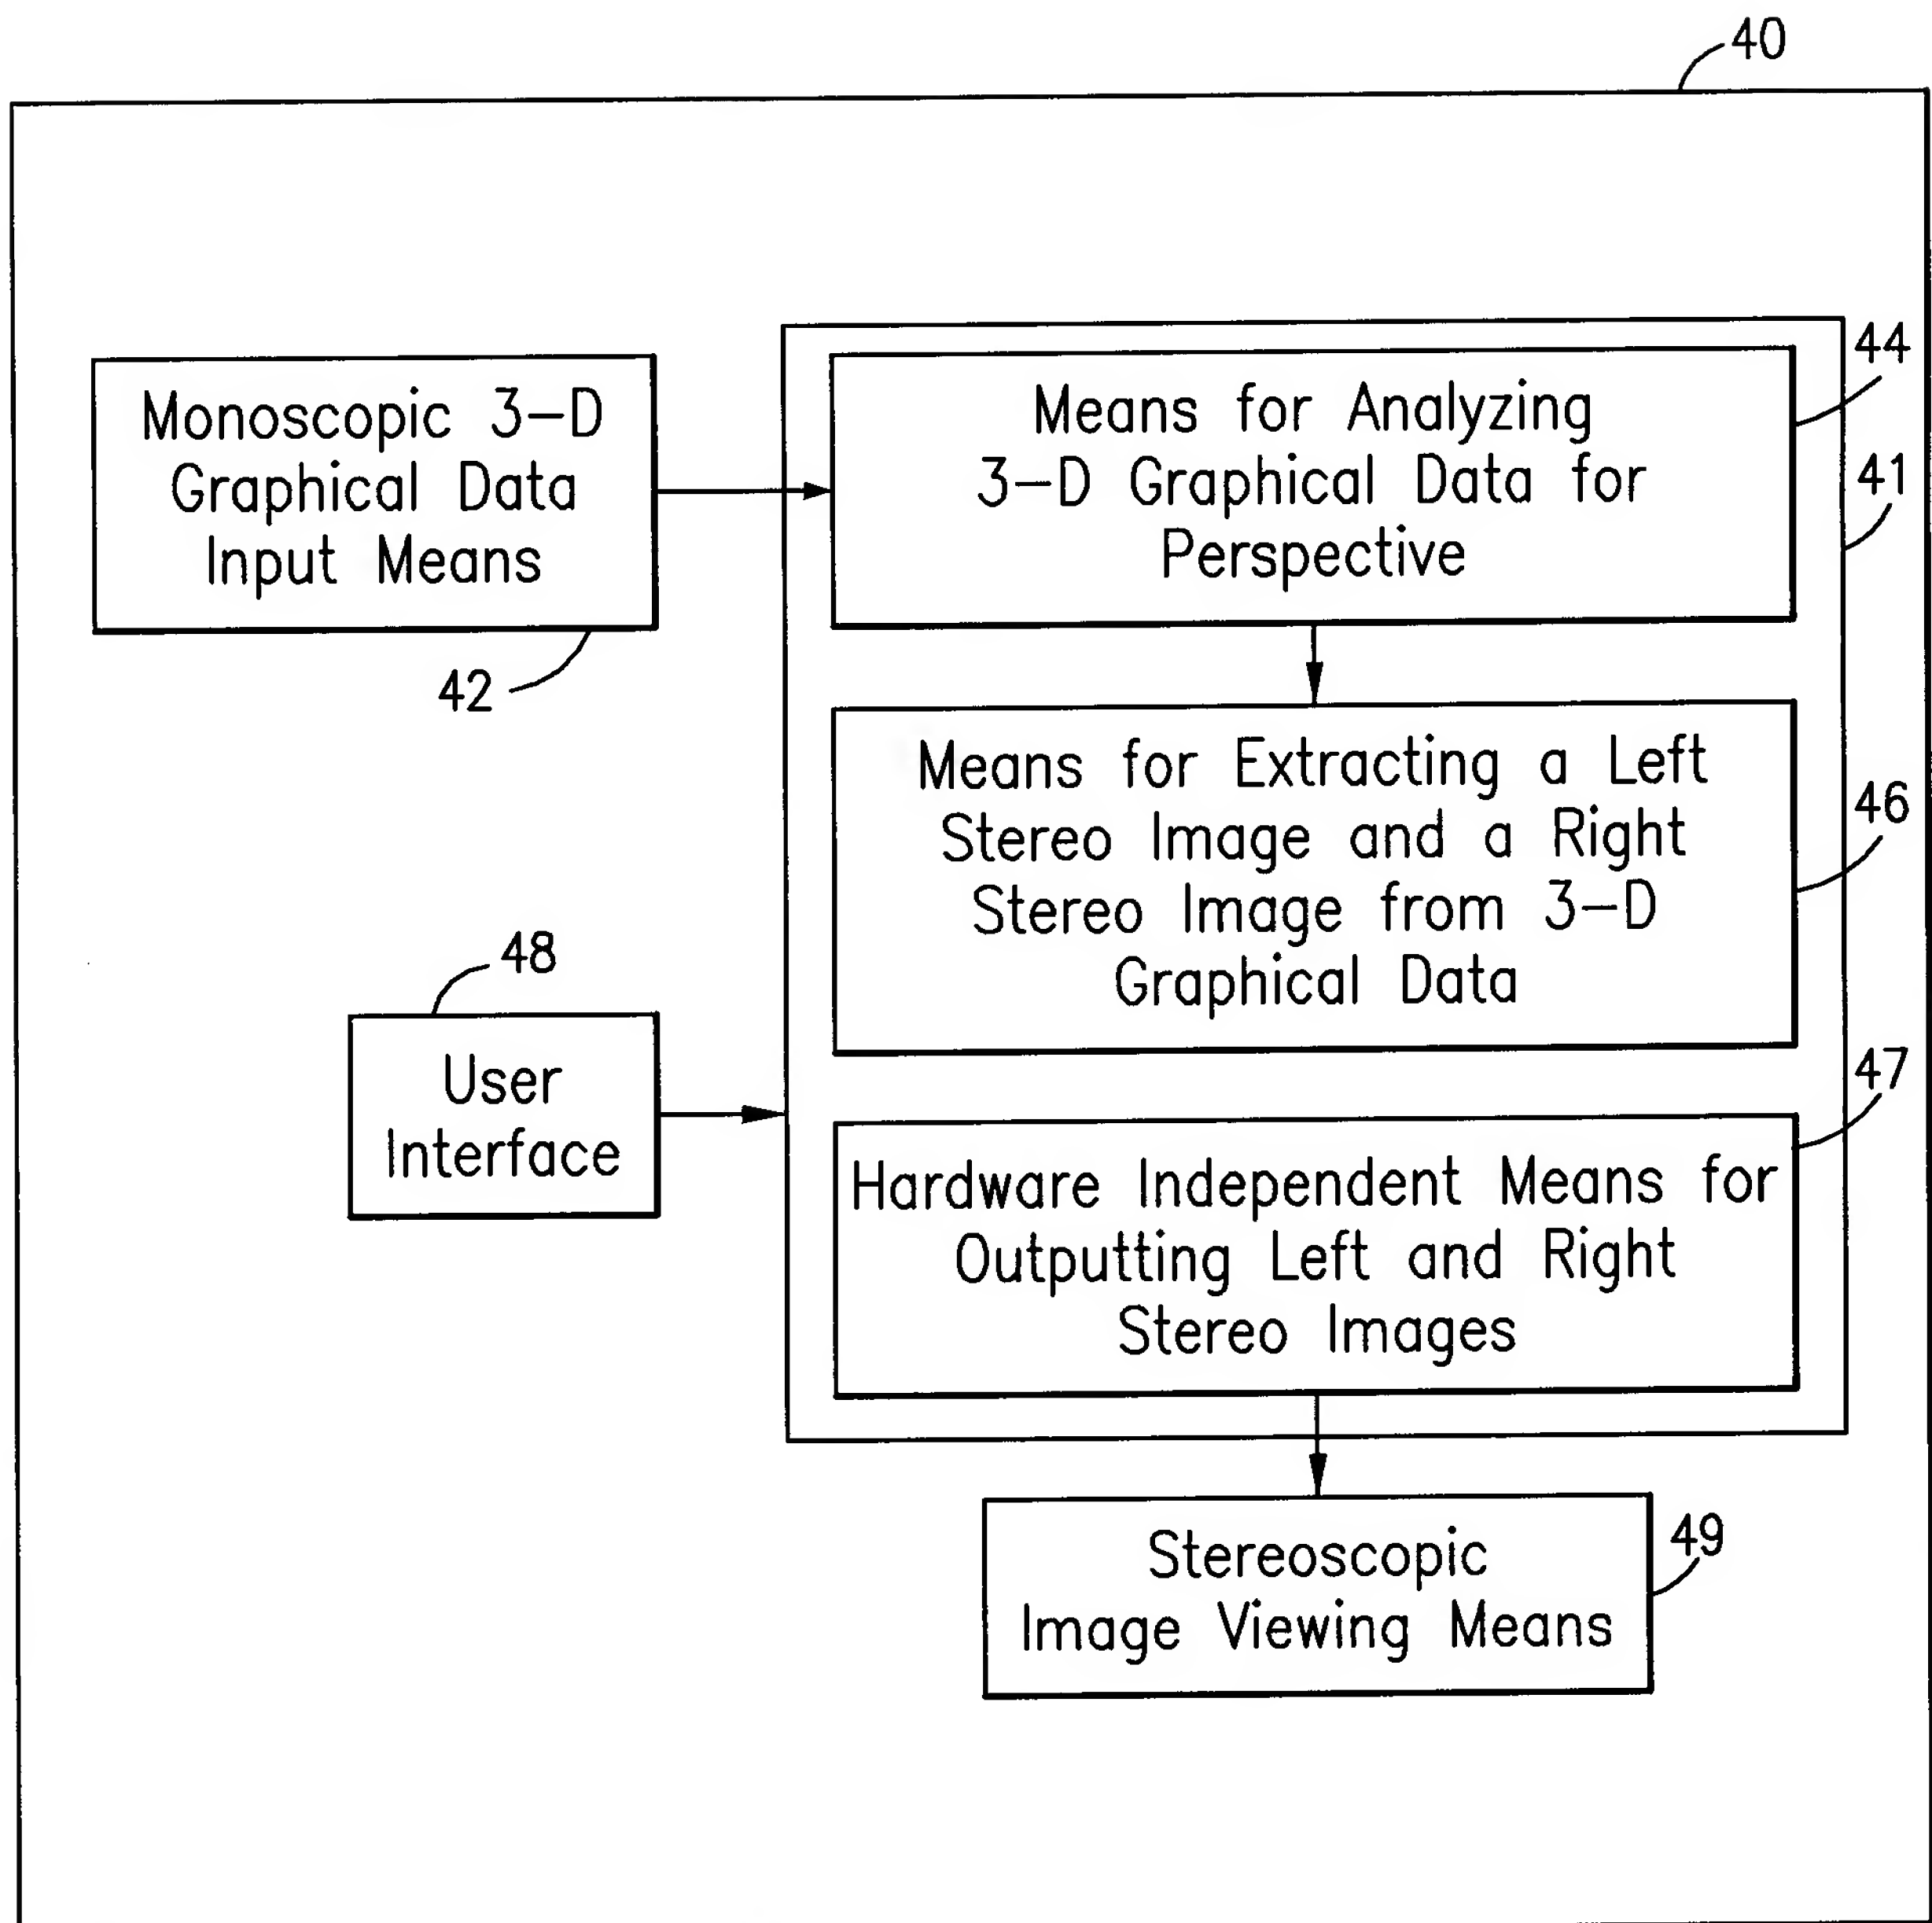 40
Monoscopic 3-D
Graphical Data
Input Means
42
Means for Analyzing
3-D Graphical Data for
Perspective
44
41
Means for Extracting a Left
Stereo Image and a Right
Stereo Image from 3-D
Graphical Data
46
48
User
Interface
Hardware Independent Means for
Outputting Left and Right
Stereo Images
47
Stereoscopic
Image Viewing Means
49